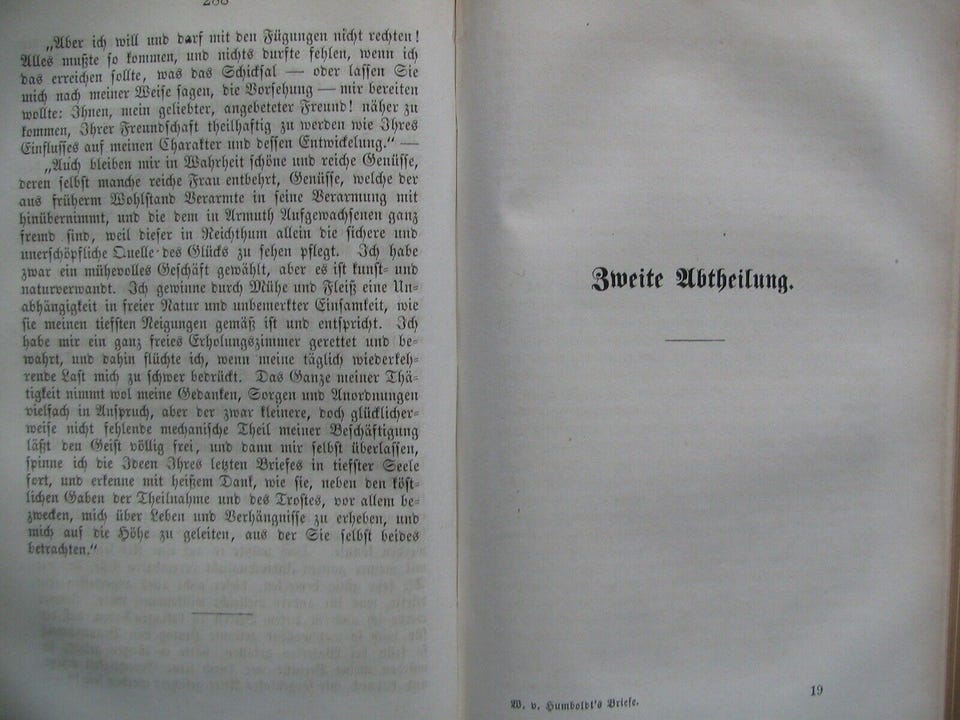 288
„Aber ich will und darf mit den Fügungen nicht rechten!
Alles mußte so kommen, und nichts durfte fehlen, wenn ich
das erreichen sollte, was das Schicksal — oder lassen Sie
mich nach meiner Weise sagen, die Vorsehung — mir bereiten
wollte: Ihnen, mein geliebter, angebeteter Freund! näher zu
kommen, Ihrer Freundschaft theilhaftig zu werden wie Ihres
Einflusses auf meinen Charakter und dessen Entwickelung.“ —
„Auch bleiben mir in Wahrheit schöne und reiche Genüsse,
deren selbst manche reiche Frau entbehrt, Genüsse, welche der
aus früherm Wohlstand Verarmte in seine Verarmung mit
hinübernimmt, und die dem in Armuth Aufgewachsenen ganz
fremd sind, weil dieser in Reichthum allein die sichere und
unerschöpfliche Quelle des Glücks zu sehen pflegt. Ich habe
zwar ein mühevolles Geschäft gewählt, aber es ist kunst- und
naturverwandt. Ich gewinne durch Mühe und Fleiß eine Un-
abhängigkeit in freier Natur und unbemerkter Einsamkeit, wie
sie meinen tiefsten Neigungen gemäß ist und entspricht. Ich
habe mir ein ganz freies Erholungszimmer gerettet und be-
wahrt, und dahin flüchte ich, wenn meine täglich wiederkeh-
rende Last mich zu schwer bedrückt. Das Ganze meiner Thä-
tigkeit nimmt wol meine Gedanken, Sorgen und Anordnungen
vielfach in Anspruch, aber der zwar kleinere, doch glücklicher-
weise nicht fehlende mechanische Theil meiner Beschäftigung
läßt den Geist völlig frei, und dann mir selbst überlassen,
spinne ich die Ideen Ihres letzten Briefes in tiefster Seele
fort, und erkenne mit heißem Dank, wie sie, neben den köst-
lichen Gaben der Theilnahme und des Trostes, vor allem be-
zwecken, mich über Leben und Verhängnisse zu erheben, und
mich auf die Höhe zu geleiten, aus der Sie selbst beides
betrachten.“
Zweite Abtheilung.
W. v. Humboldt's Briefe.
19